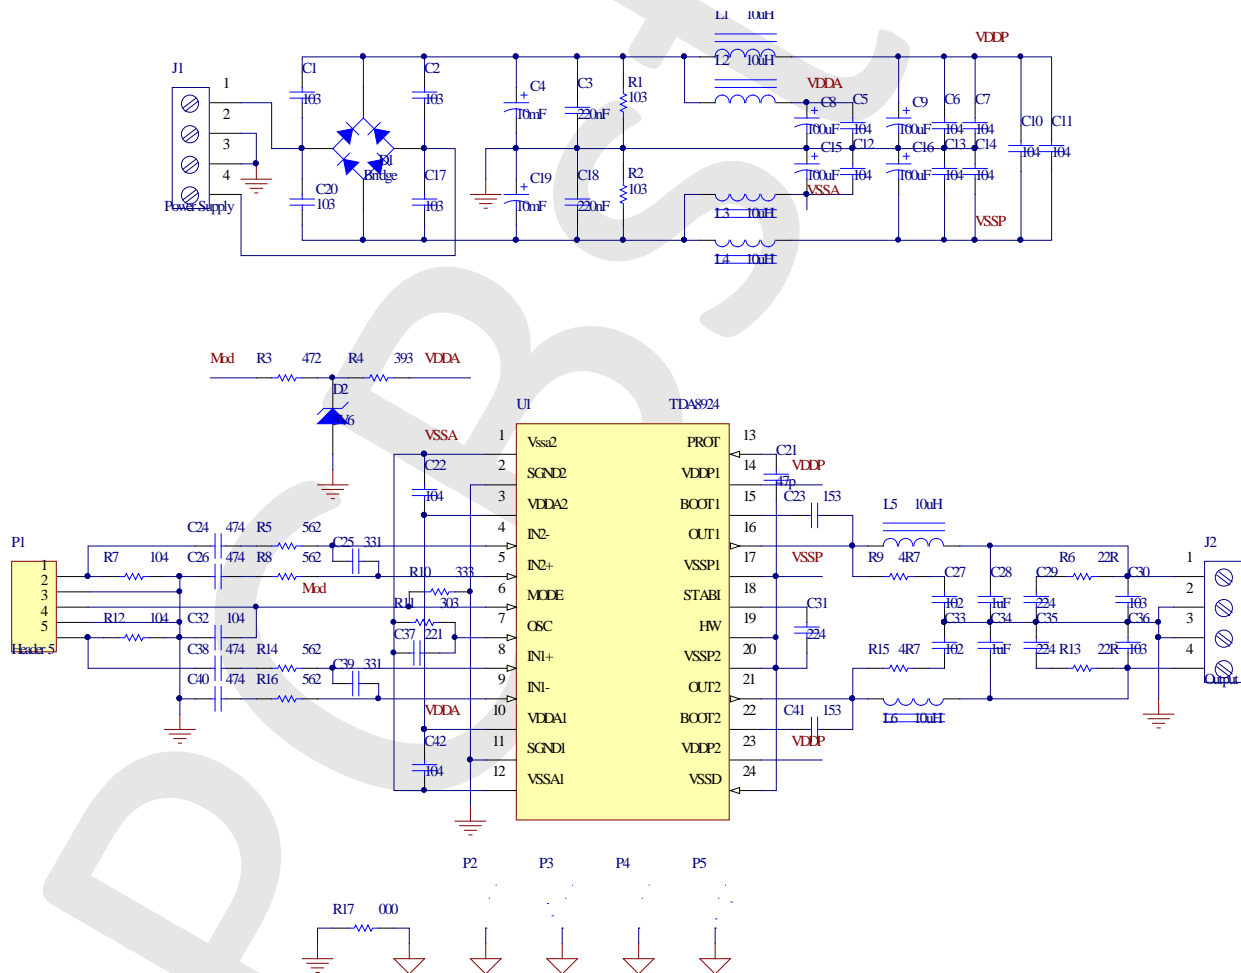 L1 10uH
VDDP
L2 10uH
J1
1
2
3
4
Power Supply
C1
103
C2
103
C20
103
C17
103
D1
Bridge
C4
10mF
C3
220nF
R1
103
C19
10mF
C18
220nF
R2
103
VDDA
C8
100uF
C5
104
C9
100uF
C6
104
C7
104
C10
104
C11
104
C15
100uF
C12
104
C16
100uF
C13
104
C14
104
VSSA
L3 10uH
VSSP
L4 10uH
Mod R3 472 R4 393 VDDA
D2
U1 TDA8924
VSSA
1 Vssa2
2 SGND2
3 VDDA2
4 IN2-
5 IN2+
6 MODE
7 OSC
8 IN1+
9 IN1-
10 VDDA1
11 SGND1
12 VSSA1
PROT 13
VDDP1 14
BOOT1 15
OUT1 16
VSSP1 17
STABI 18
HW 19
VSSP2 20
OUT2 21
BOOT2 22
VDDP2 23
VSSD 24
C22
104
C21
47p
VDDP
C23 153
L5 10uH
P1
1
2
3
4
5
Header 5
R7 104
C24 474 R5 562
C26 474 R8 562
C25 331
Mod
R10 333
R11 303
R12 104
C32 104
C37 221
C38 474 R14 562
C39 331
C40 474 R16 562
VDDA
C42
104
VSSP
R9 4R7
C27
102
C28
1uF
C29
224
R6 22R
C30
103
C31
224
C33
102
C34
1uF
C35
224
C36
103
R15 4R7
R13 22R
C41 153
L6 10uH
VDDP
J2
1
2
3
4
Output
P2 P3 P4 P5
R17 000